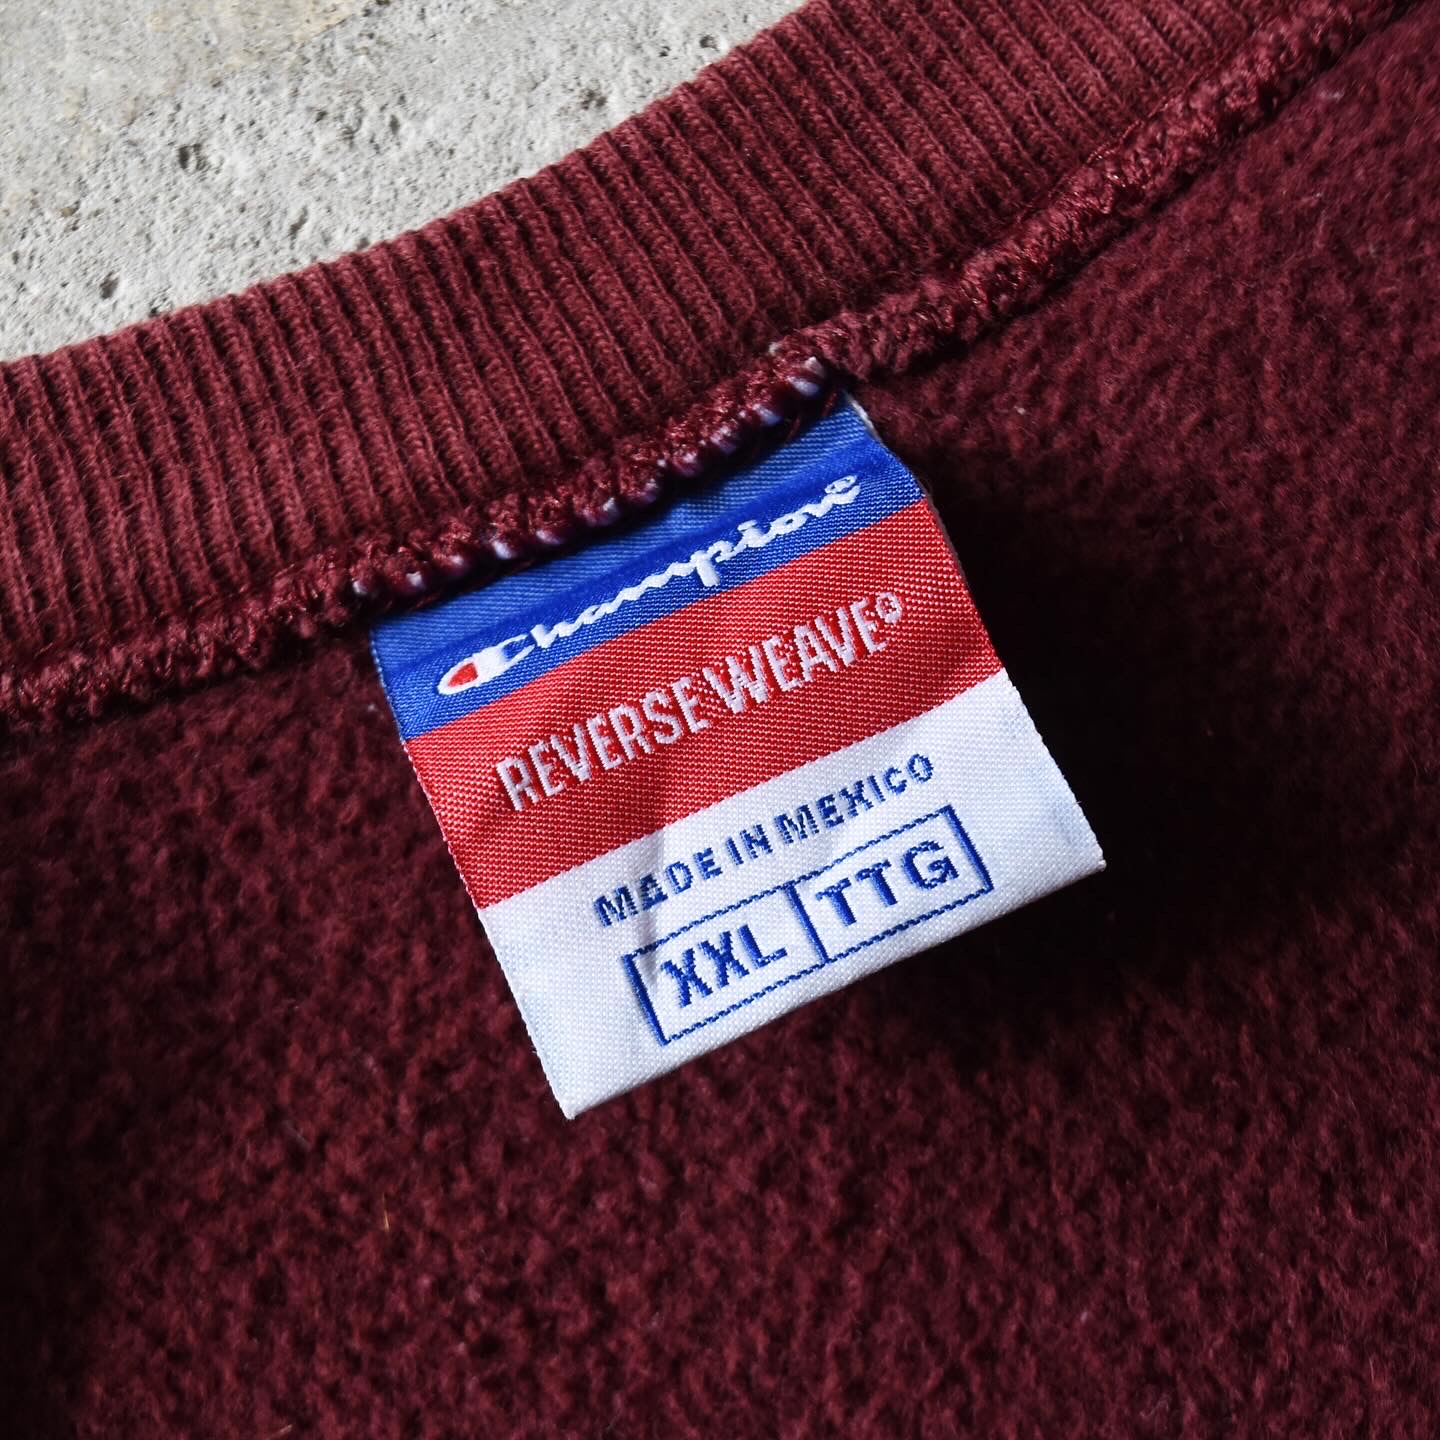 Champion®
REVERSE WEAVE®
MADE IN MEXICO
XXL TTG